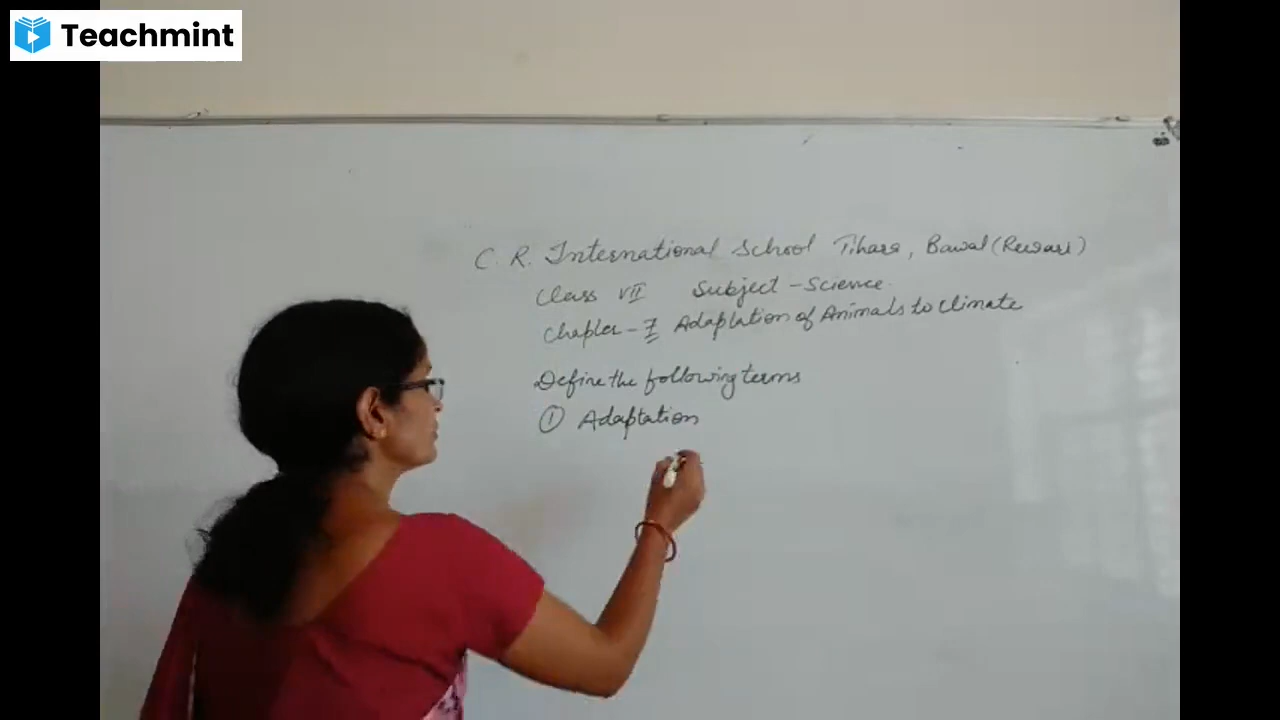 Teachmint
C. R. International School Tihara, Bawal (Rewari)
Class VII Subject - Science
Chapter - 7 Adaptation of Animals to Climate
Define the following terms
① Adaptation